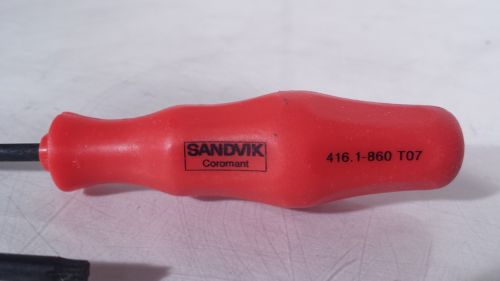 SANDVIK
Coromant
416.1-860 T07